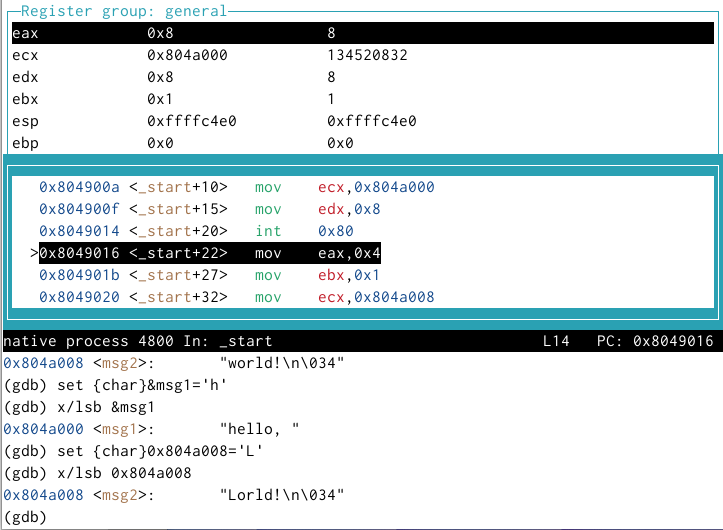 Register group: general
eax 0x8 8
ecx 0x804a000 134520832
edx 0x8 8
ebx 0x1 1
esp 0xffffc4e0 0xffffc4e0
ebp 0x0 0x0
0x804900a <_start+10> mov ecx,0x804a000
0x804900f <_start+15> mov edx,0x8
0x8049014 <_start+20> int 0x80
>0x8049016 <_start+22> mov eax,0x4
0x804901b <_start+27> mov ebx,0x1
0x8049020 <_start+32> mov ecx,0x804a008
native process 4800 In: _start L14 PC: 0x8049016
0x804a008 <msg2>: "world!\n\034"
(gdb) set {char}&msg1='h'
(gdb) x/lsb &msg1
0x804a000 <msg1>: "hello, "
(gdb) set {char}0x804a008='L'
(gdb) x/lsb 0x804a008
0x804a008 <msg2>: "Lorld!\n\034"
(gdb)